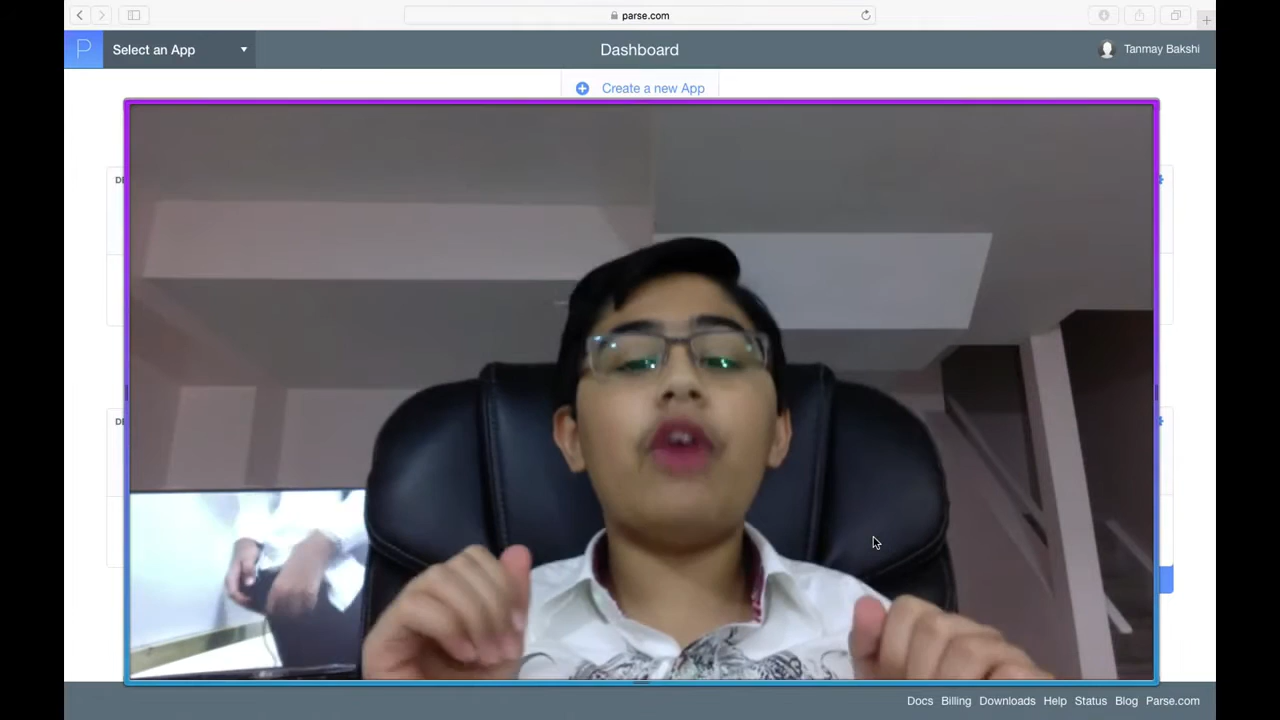 parse.com
P
Select an App
Dashboard
Tanmay Bakshi
Create a new App
Docs Billing Downloads Help Status Blog Parse.com